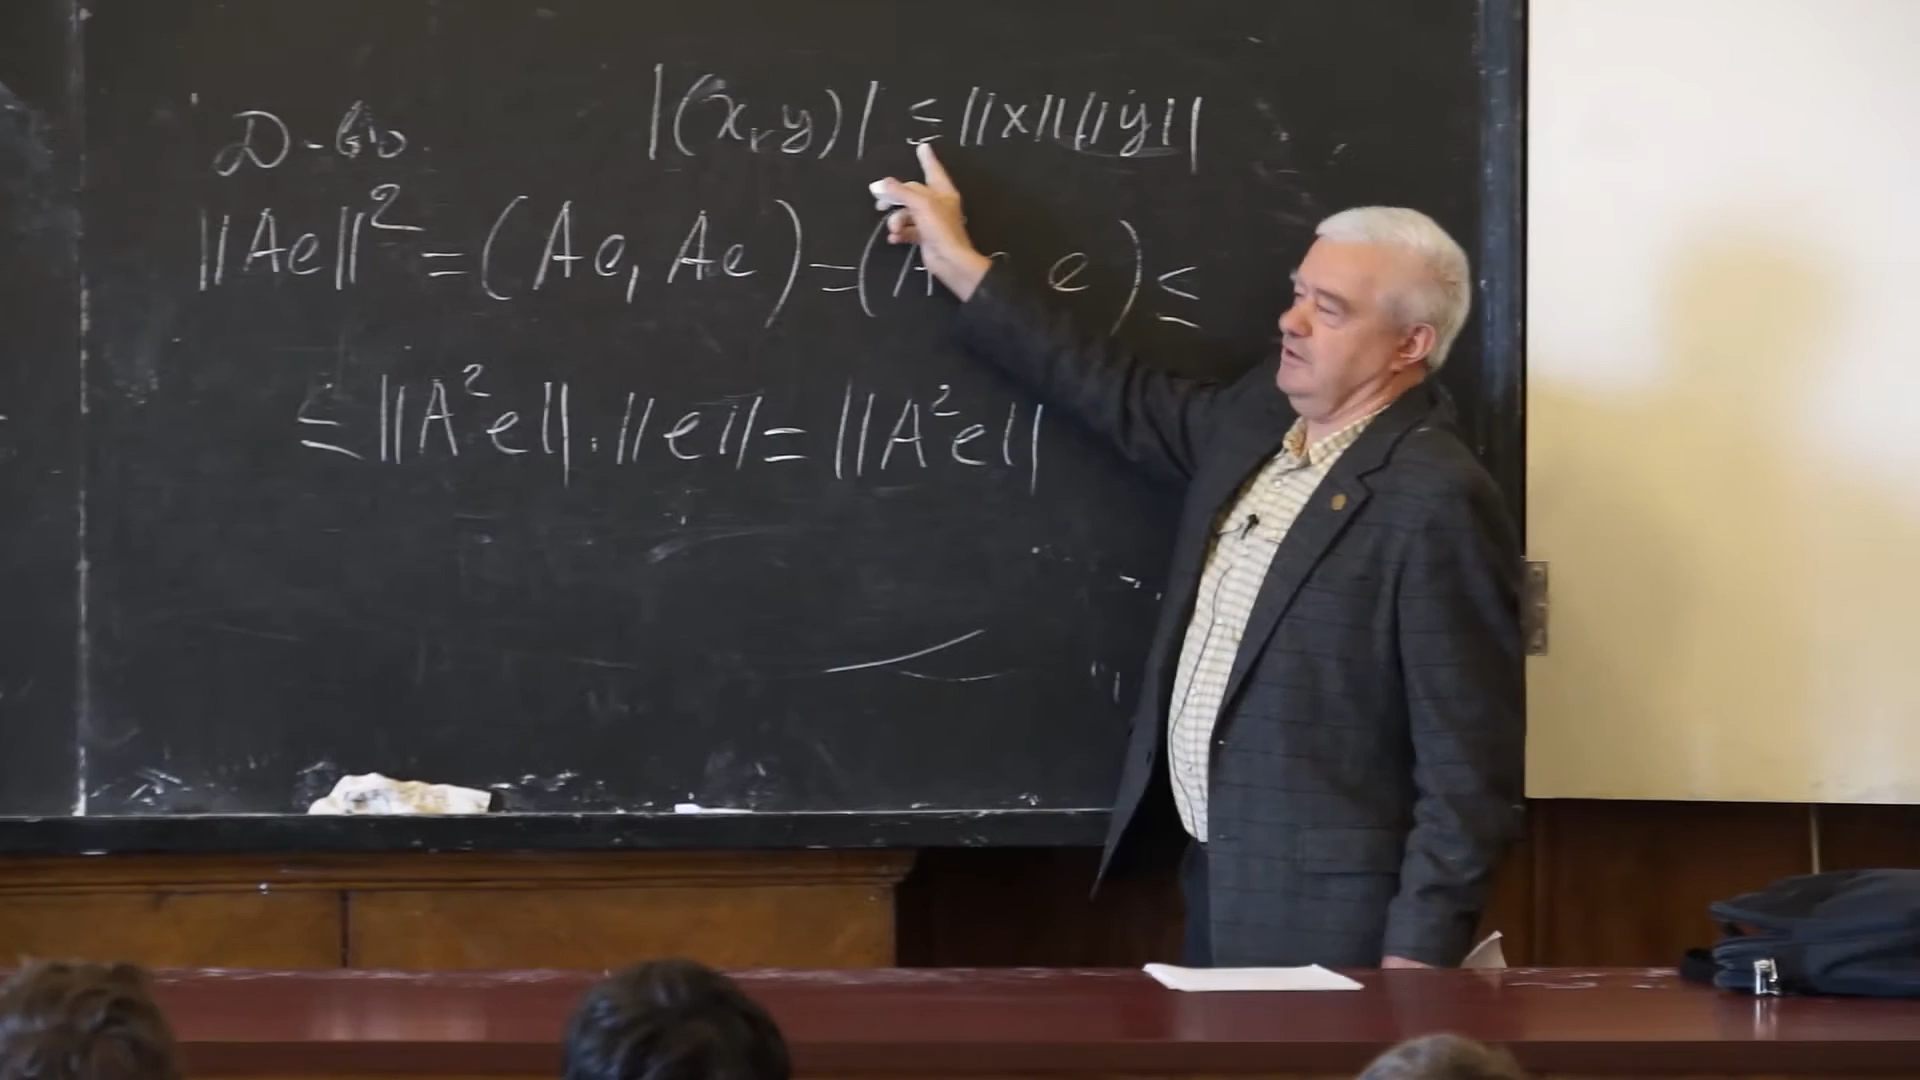 |(x, y)| ≤ ||x|| ||y||
D-во
||Ae||² = (Ae, Ae) = (A e) ≤
≤ ||A²e|| · ||e|| = ||A²e||